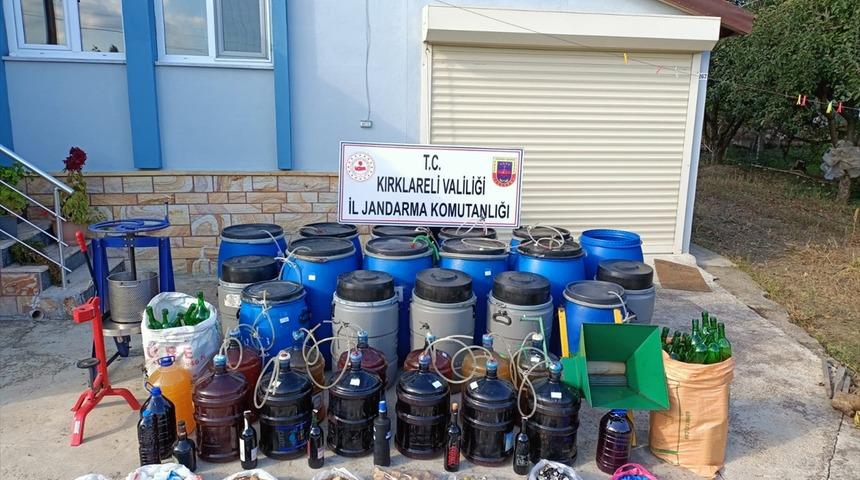 T.C.
KIRKLARELİ VALİLİĞİ
İL JANDARMA KOMUTANLIĞI